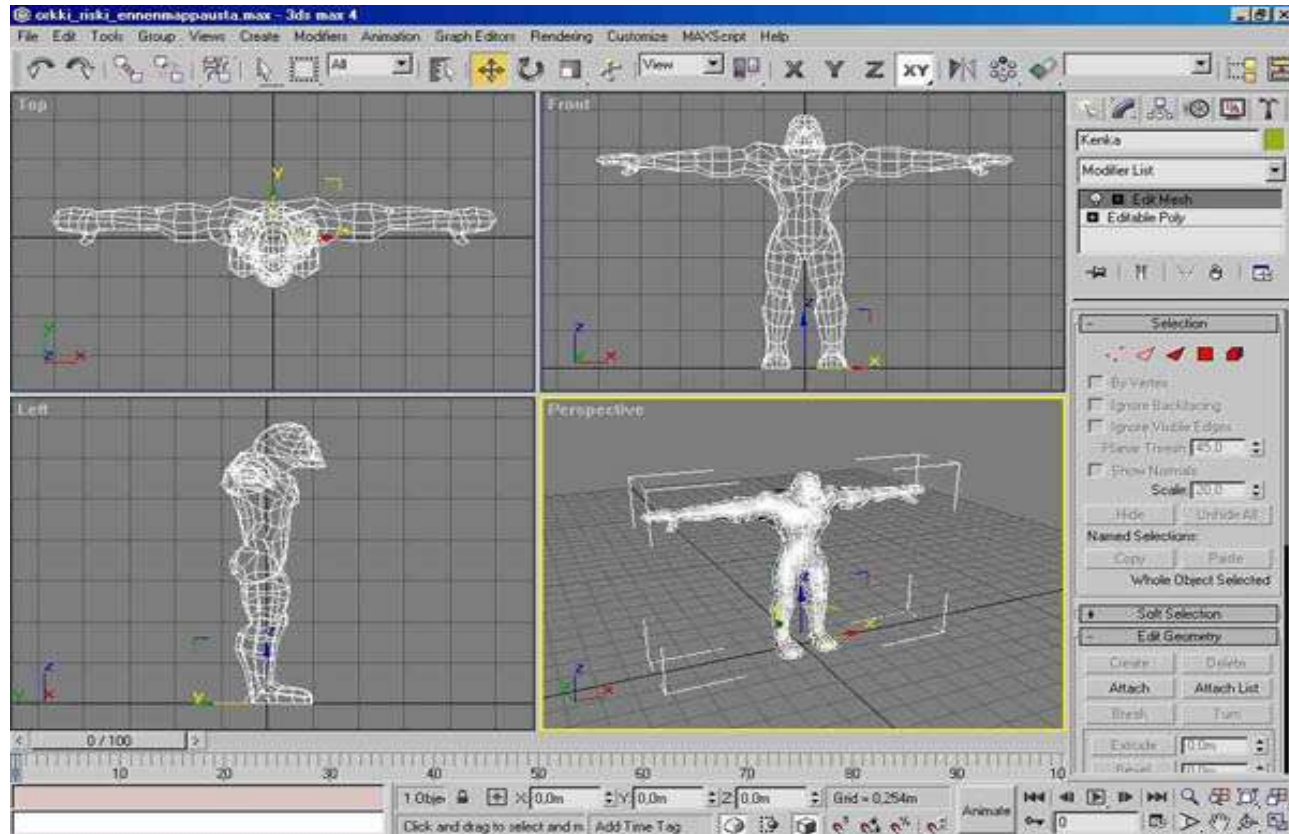 orkki_riski_ennenmappausta.max - 3ds max 4
File Edit Tools Group Views Create Modifiers Animation Graph Editors Rendering Customize MAXScript Help
All View X Y Z XY
Top
Front
Left
Perspective
Kenka
Modifier List
Edit Mesh
Editable Poly
Selection
By Vertex
Ignore Backfacing
Ignore Visible Edges
Planar Thresh 45,0
Show Normals
Scale: 20,0
Hide Unhide All
Named Selections:
Copy Paste
Whole Object Selected
Soft Selection
Edit Geometry
Create Delete
Attach Attach List
Break Turn
Extrude 0,0m
Bevel 0,0m
0 / 100
0 10 20 30 40 50 60 70 80 90 10
1 Obje X 0,0m Y 0,0m Z 0,0m Grid = 0,254m
Animate
Click and drag to select and m Add Time Tag 0